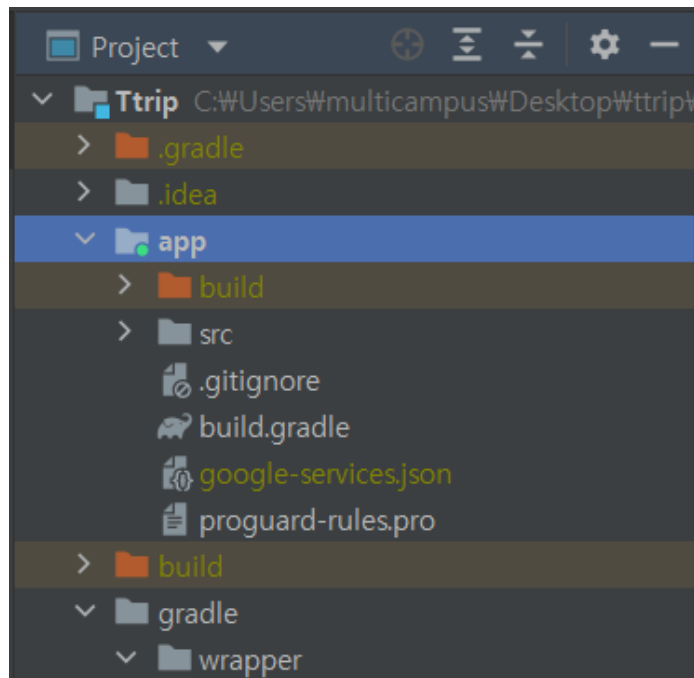 Project
Ttrip C:₩Users₩multicampus₩Desktop₩ttrip₩
.gradle
.idea
app
build
src
.gitignore
build.gradle
google-services.json
proguard-rules.pro
build
gradle
wrapper